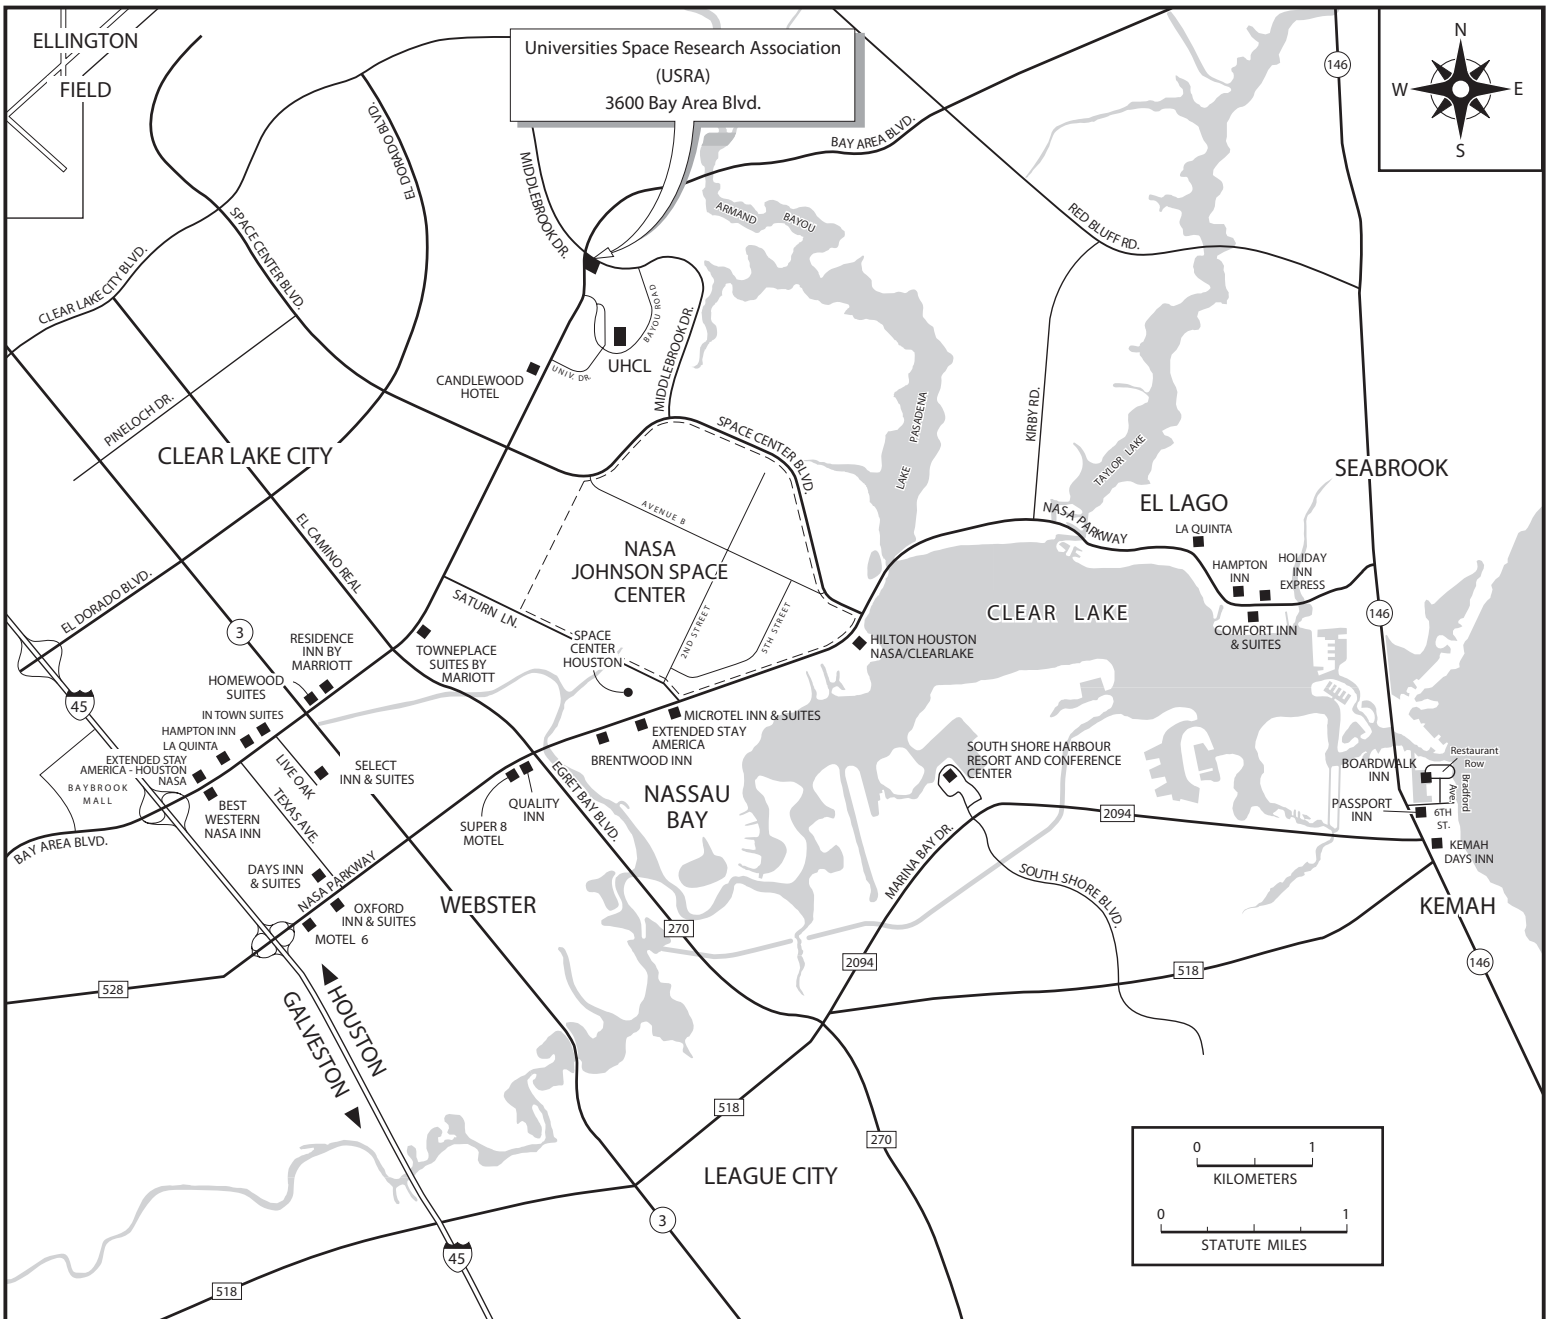 ELLINGTON
FIELD
Universities Space Research Association
(USRA)
3600 Bay Area Blvd.
146
N
W
E
S
EL DORADO BLVD.
MIDDLEBROOK DR.
BAY AREA BLVD.
ARMAND
BAYOU
RED BLUFF RD.
SPACE CENTER BLVD.
CLEAR LAKE CITY BLVD.
BAYOU ROAD
MIDDLEBROOK DR.
UHCL
UNIV. DR.
CANDLEWOOD
HOTEL
PINELOCH DR.
CLEAR LAKE CITY
SPACE CENTER BLVD.
LAKE
PASADENA
KIRBY RD.
TAYLOR LAKE
SEABROOK
EL LAGO
LA QUINTA
NASA PARKWAY
HAMPTON
INN
HOLIDAY
INN
EXPRESS
COMFORT INN
& SUITES
146
CLEAR LAKE
AVENUE B
NASA
JOHNSON SPACE
CENTER
2ND STREET
5TH STREET
EL CAMINO REAL
SATURN LN.
EL DORADO BLVD.
3
SPACE
CENTER
HOUSTON
HILTON HOUSTON
NASA/CLEARLAKE
RESIDENCE
INN BY
MARRIOTT
TOWNEPLACE
SUITES BY
MARIOTT
HOMEWOOD
SUITES
45
IN TOWN SUITES
HAMPTON INN
LA QUINTA
EXTENDED STAY
AMERICA - HOUSTON
NASA
BAYBROOK
MALL
MICROTEL INN & SUITES
EXTENDED STAY
AMERICA
BRENTWOOD INN
SELECT
INN & SUITES
LIVE OAK
TEXAS AVE.
BEST
WESTERN
NASA INN
BAY AREA BLVD.
QUALITY
INN
SUPER 8
MOTEL
EGRET BAY BLVD.
NASSAU
BAY
SOUTH SHORE HARBOUR
RESORT AND CONFERENCE
CENTER
BOARDWALK
INN
Restaurant
Row
Bradford
Ave.
PASSPORT
INN
6TH
ST.
2094
KEMAH
DAYS INN
MARINA BAY DR.
SOUTH SHORE BLVD.
DAYS INN
& SUITES
NASA PARKWAY
OXFORD
INN & SUITES
MOTEL 6
WEBSTER
KEMAH
270
2094
518
146
528
HOUSTON
GALVESTON
518
270
LEAGUE CITY
3
45
518
0
1
KILOMETERS
0
1
STATUTE MILES